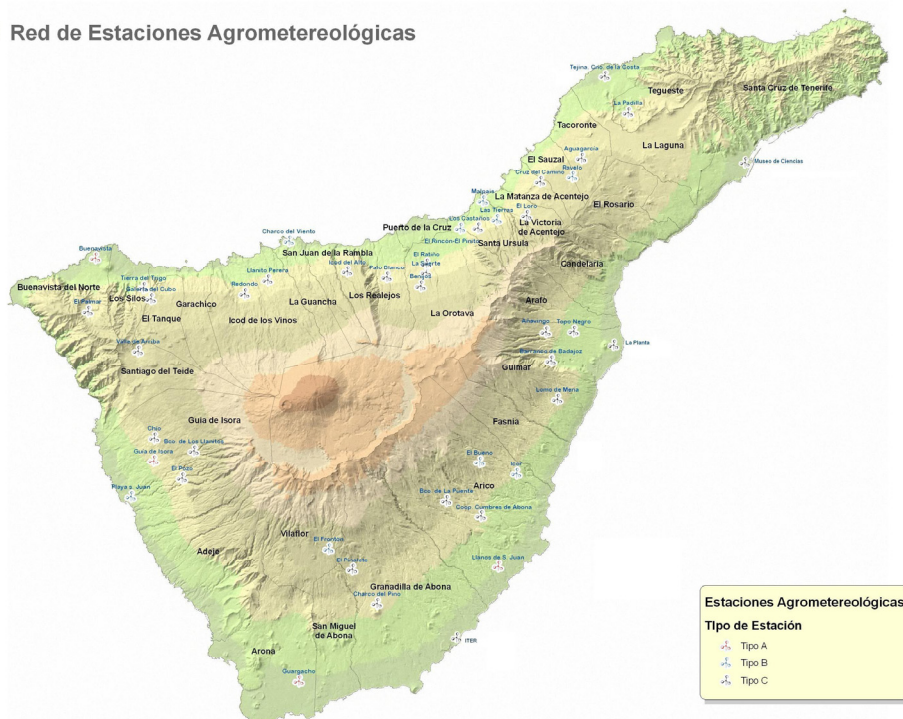 Red de Estaciones Agrometereológicas
Tejina. Cno. de la Costa
Tegueste
Santa Cruz de Tenerife
La Padilla
Tacoronte
La Laguna
Aguagarcía
El Sauzal
Museo de Ciencias
Cruz del Camino
Ravelo
Malpais
La Matanza de Acentejo
El Loro
El Rosario
Las Tierras
Los Castaños
Puerto de la Cruz
La Victoria
de Acentejo
Charco del Viento
El Rincon-El Pinito
Santa Ursula
Buenavista
San Juan de la Rambla
El Ratiño
Icod del Alto
Palo Blanco
La Suerte
Candelaria
Llanito Perera
Benijos
Tierra del Trigo
Galeria del Cubo
Buenavista del Norte
Los Silos
Redondo
Los Realejos
El Palmar
Garachico
La Guancha
Arafo
La Orotava
El Tanque
Icod de los Vinos
Añavingo
Topo Negro
Valle de Arriba
La Planta
Barranco de Badajoz
Guimar
Santiago del Teide
Lomo de Mena
Guia de Isora
Fasnia
Chio
Bco. de Los Llanitos
Guia de Isora
El Bueno
El Pozo
Icor
Playa s. Juan
Arico
Bco. de La Puente
Coop. Cumbres de Abona
Vilaflor
El Frontón
Adeje
Llanos de S. Juan
Granadilla de Abona
Charco del Pino
San Miguel
de Abona
ITER
Arona
Guargacho
Estaciones Agrometereológicas
Tipo de Estación
Tipo A
Tipo B
Tipo C